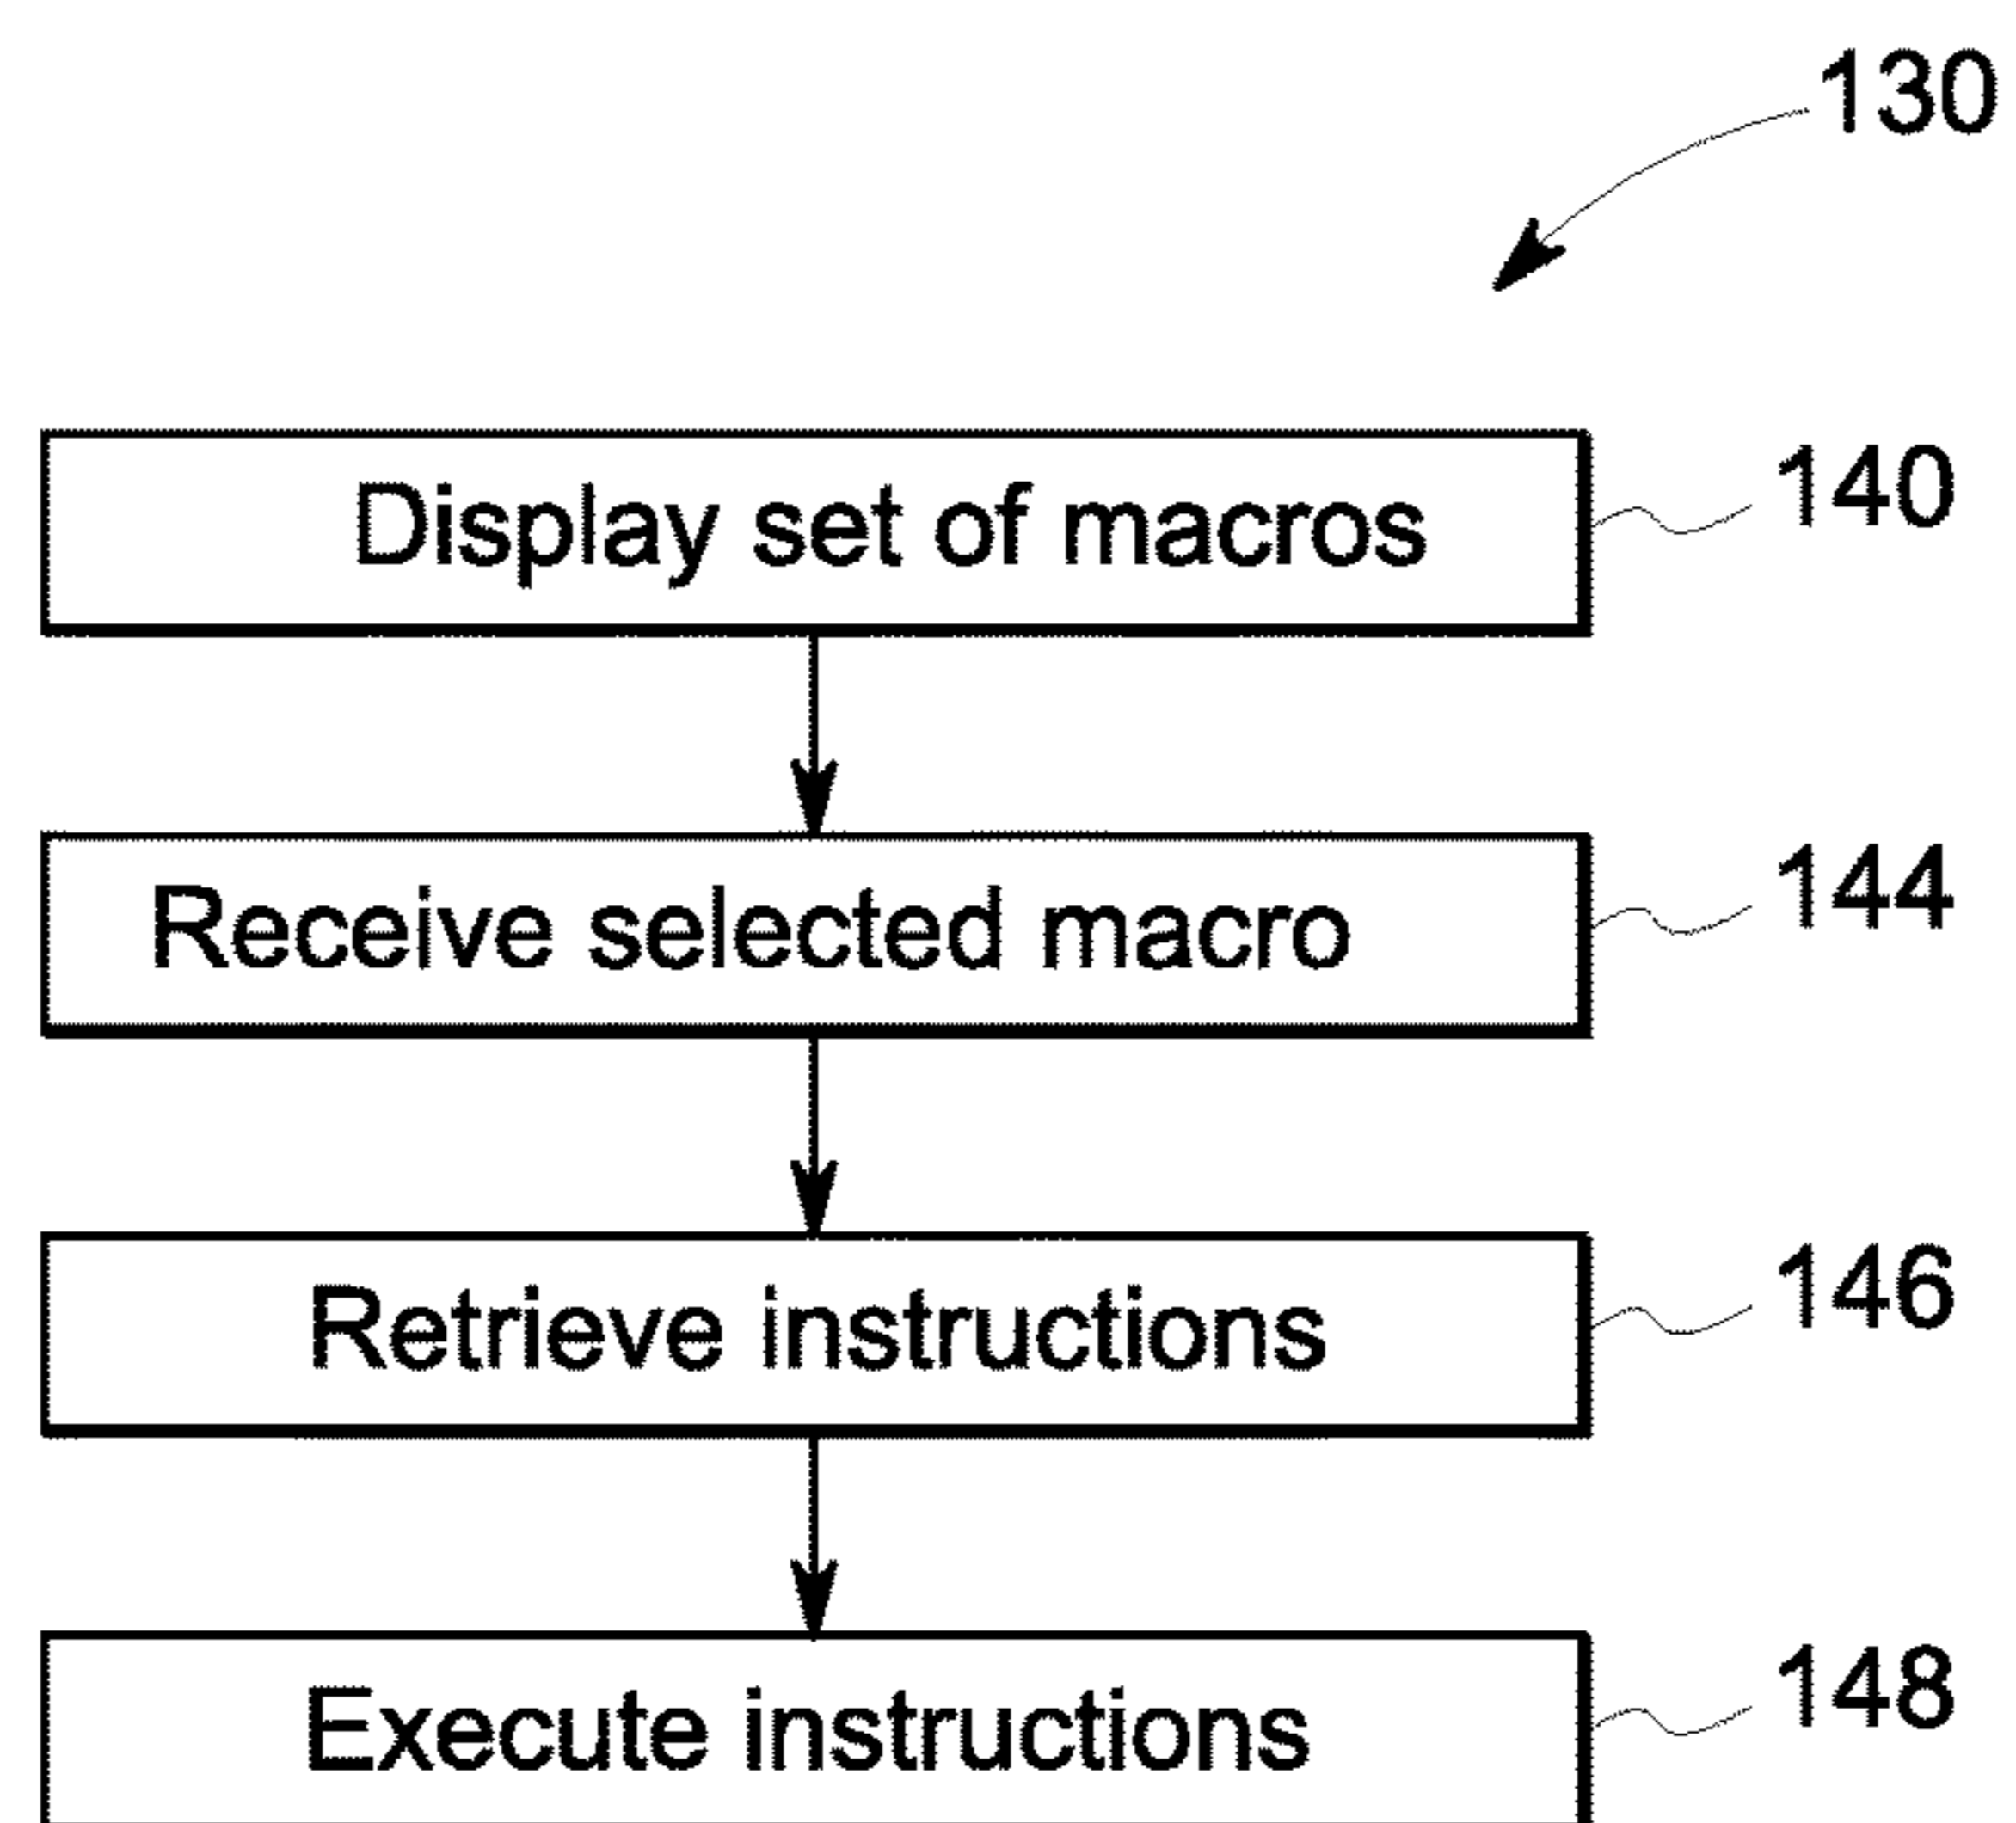 130
Display set of macros 140
Receive selected macro 144
Retrieve instructions 146
Execute instructions 148